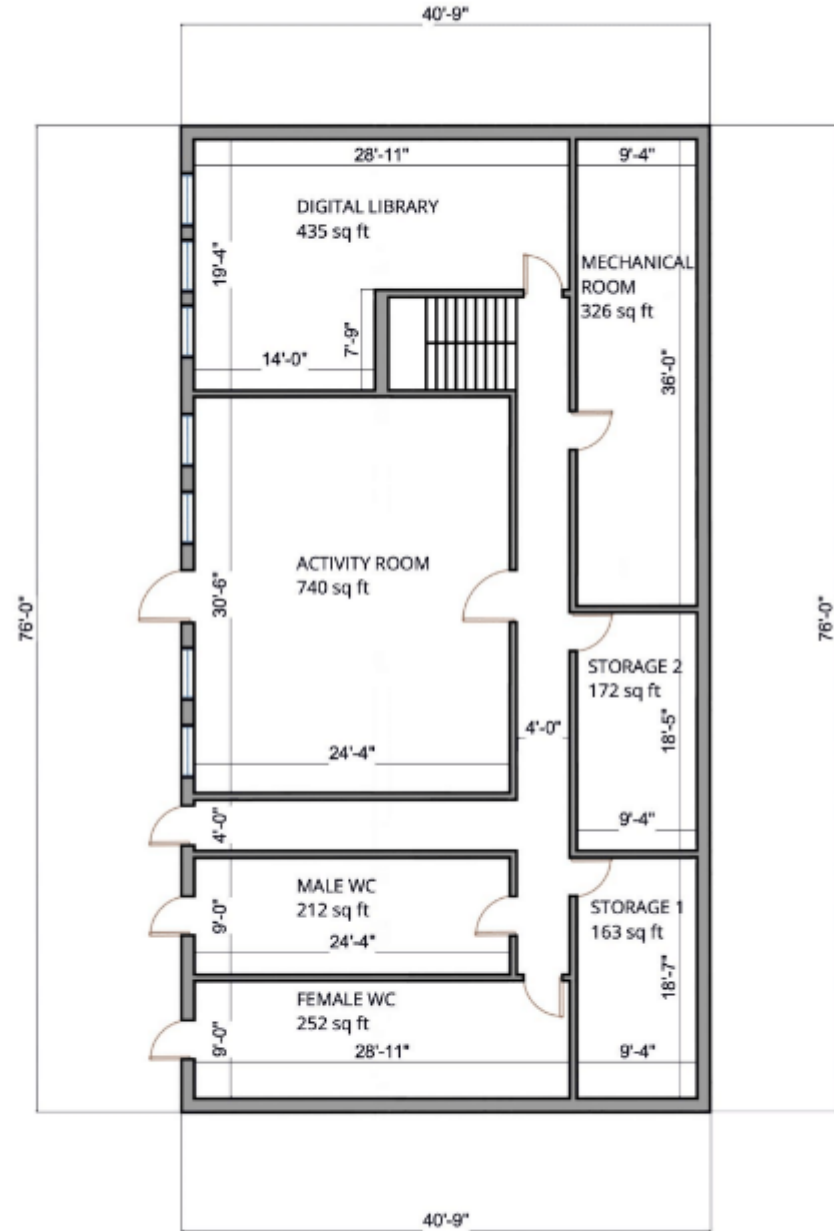 40'-9"
28'-11"
9'-4"
DIGITAL LIBRARY
435 sq ft
19'-4"
MECHANICAL
ROOM
326 sq ft
7'-9"
14'-0"
36'-0"
ACTIVITY ROOM
740 sq ft
30'-6"
76'-0"
76'-0"
STORAGE 2
172 sq ft
18'-5"
4'-0"
24'-4"
9'-4"
4'-0"
MALE WC
212 sq ft
9'-0"
24'-4"
STORAGE 1
163 sq ft
18'-7"
FEMALE WC
252 sq ft
9'-0"
28'-11"
9'-4"
40'-9"